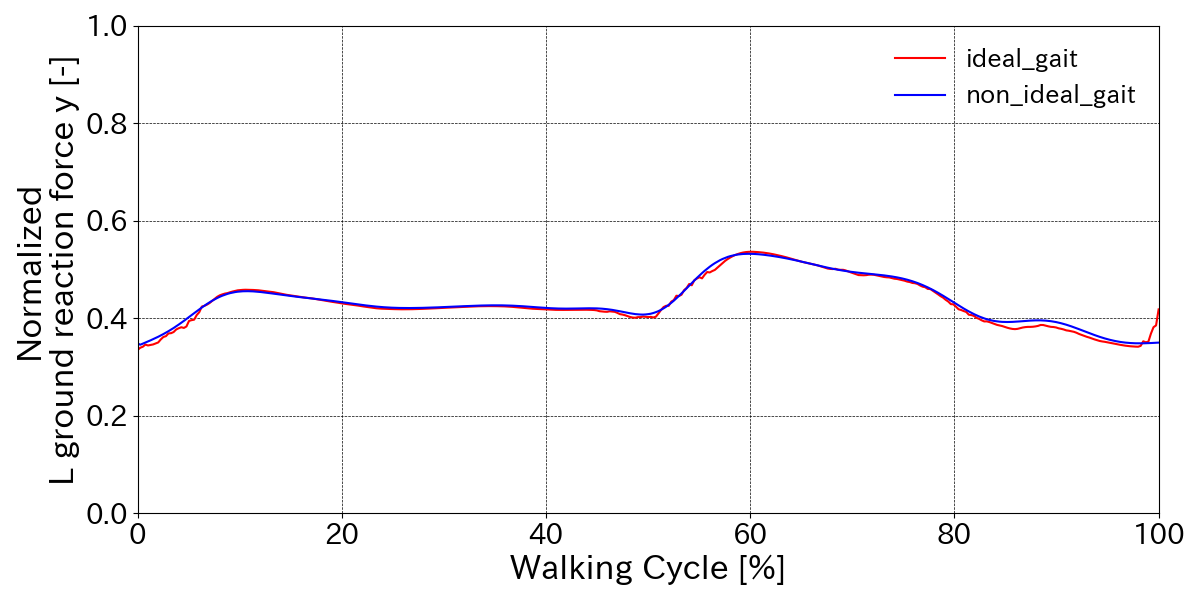 1.0
0.8
0.6
0.4
0.2
0.0
0
20
40
60
80
100
Normalized
L ground reaction force y [-]
Walking Cycle [%]
ideal_gait
non_ideal_gait